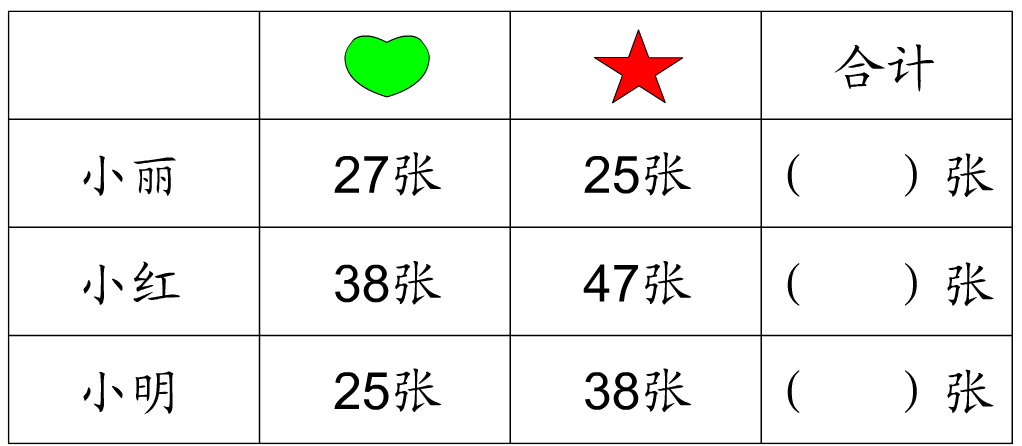 合计
小丽 27张 25张 (  ) 张
小红 38张 47张 (  ) 张
小明 25张 38张 (  ) 张